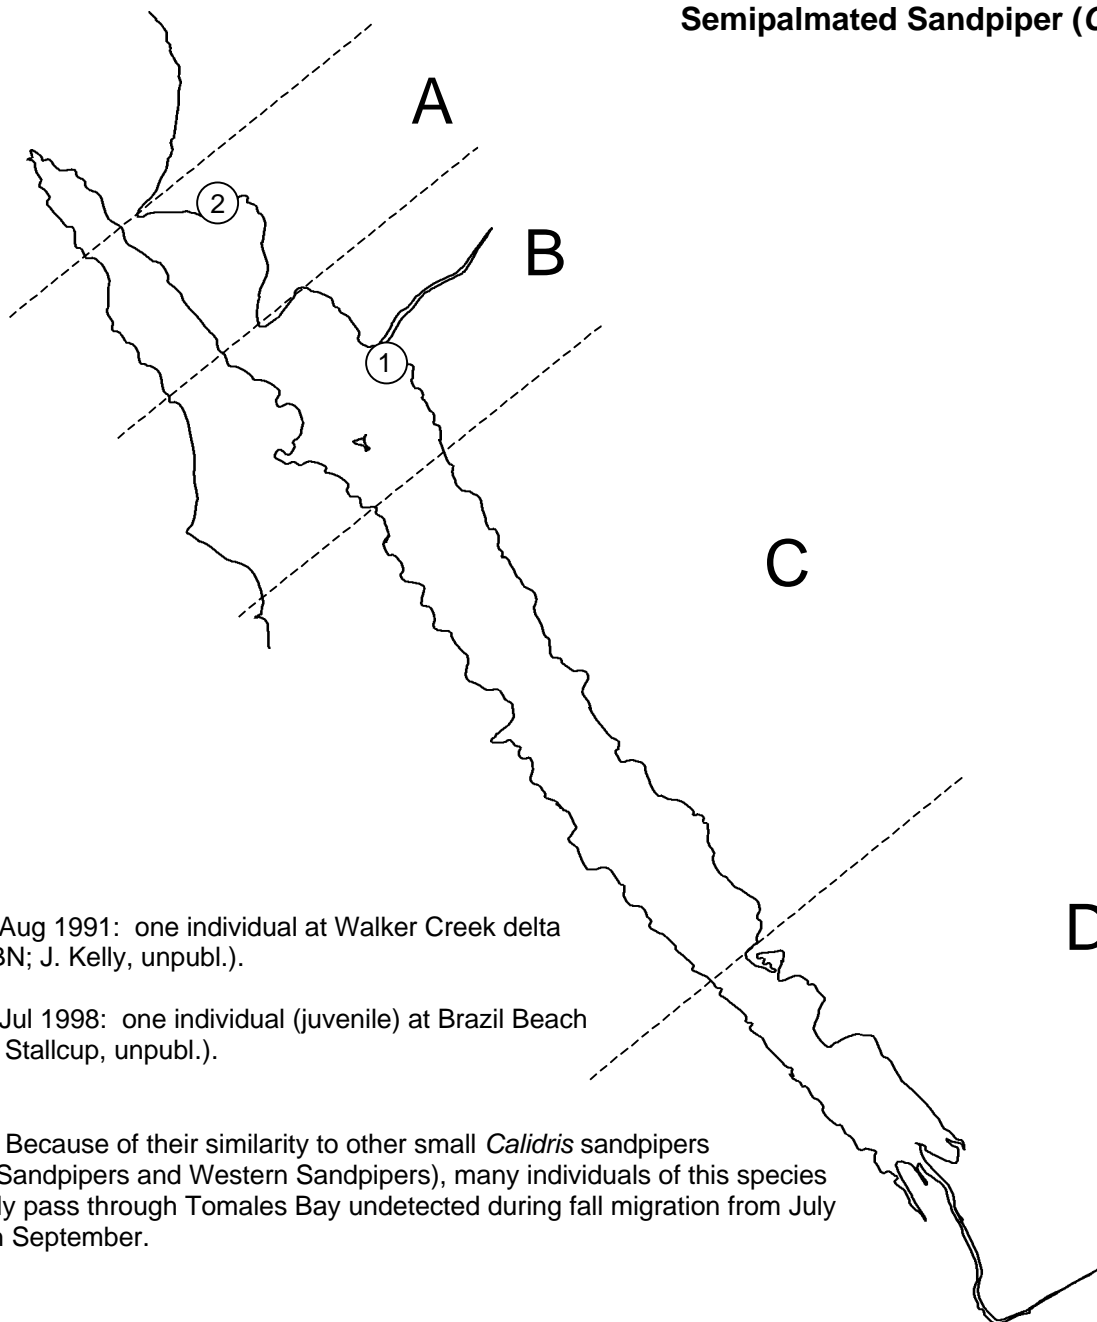 Semipalmated Sandpiper (
A
2
B
1
C
D
Aug 1991:  one individual at Walker Creek delta
BN; J. Kelly, unpubl.).
Jul 1998:  one individual (juvenile) at Brazil Beach
Stallcup, unpubl.).
Because of their similarity to other small Calidris sandpipers
Sandpipers and Western Sandpipers), many individuals of this species
ly pass through Tomales Bay undetected during fall migration from July
September.